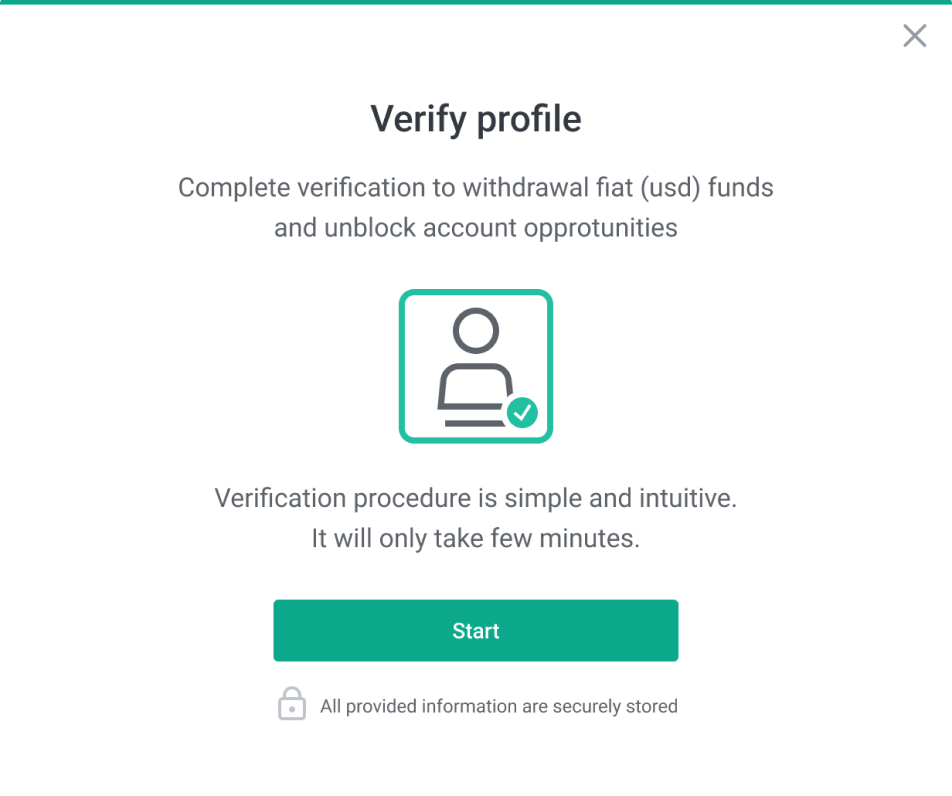 Verify profile
Complete verification to withdrawal fiat (usd) funds
and unblock account opprotunities
Verification procedure is simple and intuitive.
It will only take few minutes.
Start
All provided information are securely stored